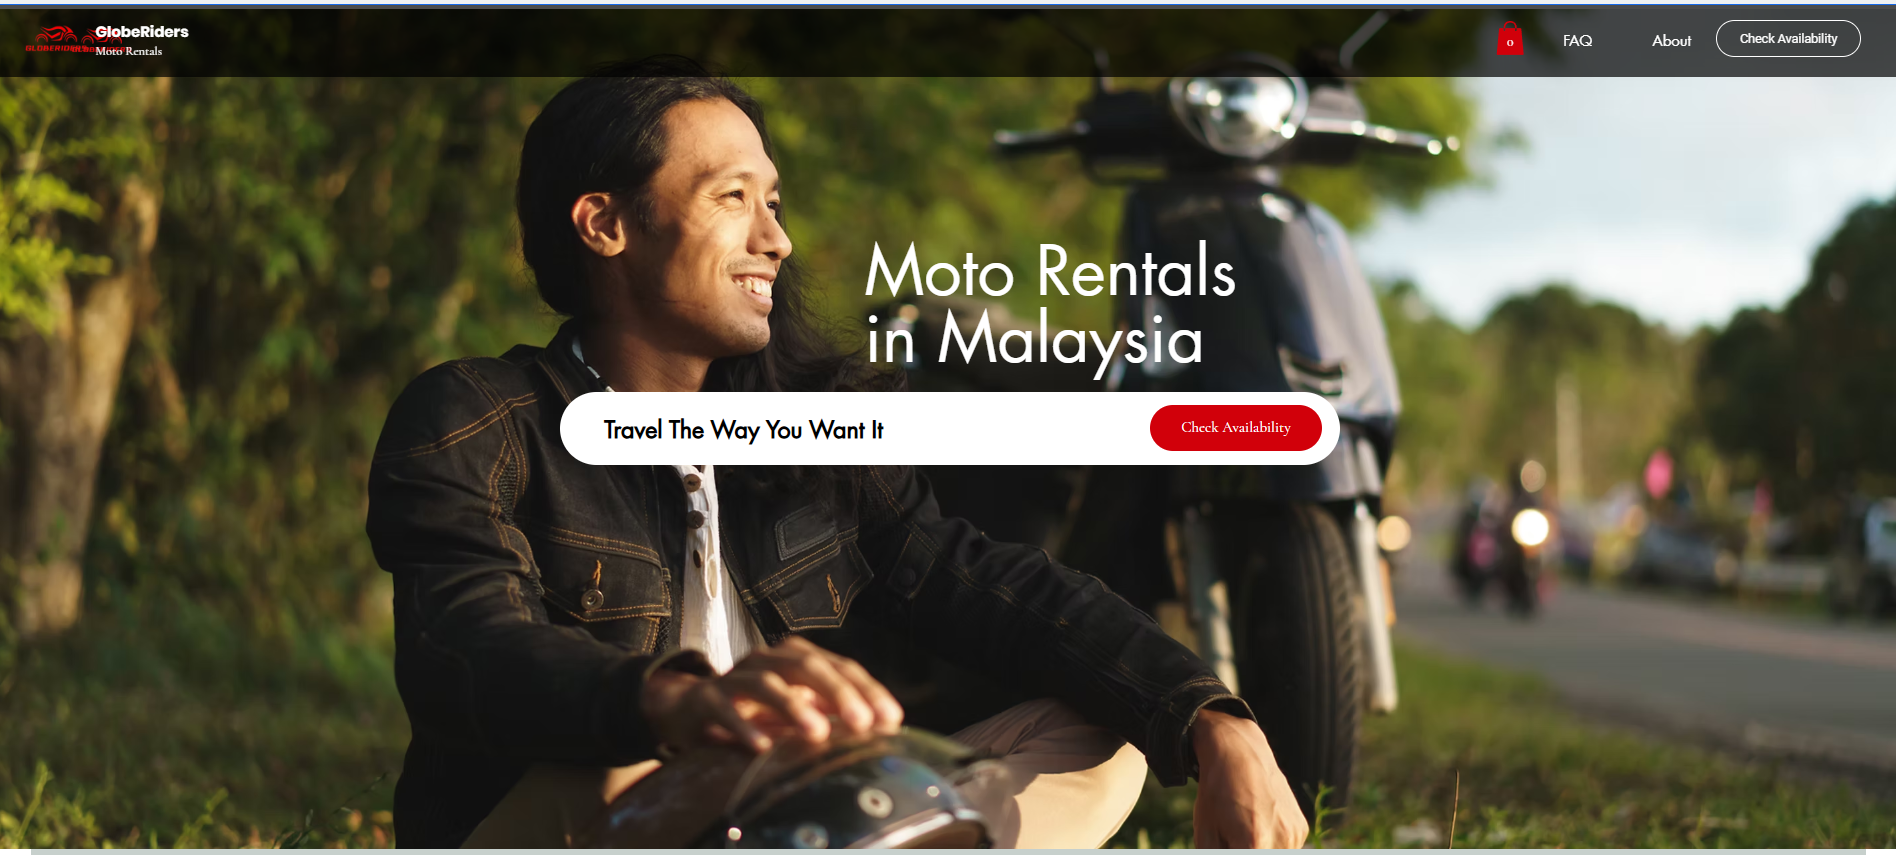 GlobeRiders
Moto Rentals
0
FAQ
About
Check Availability
Moto Rentals
in Malaysia
Travel The Way You Want It
Check Availability